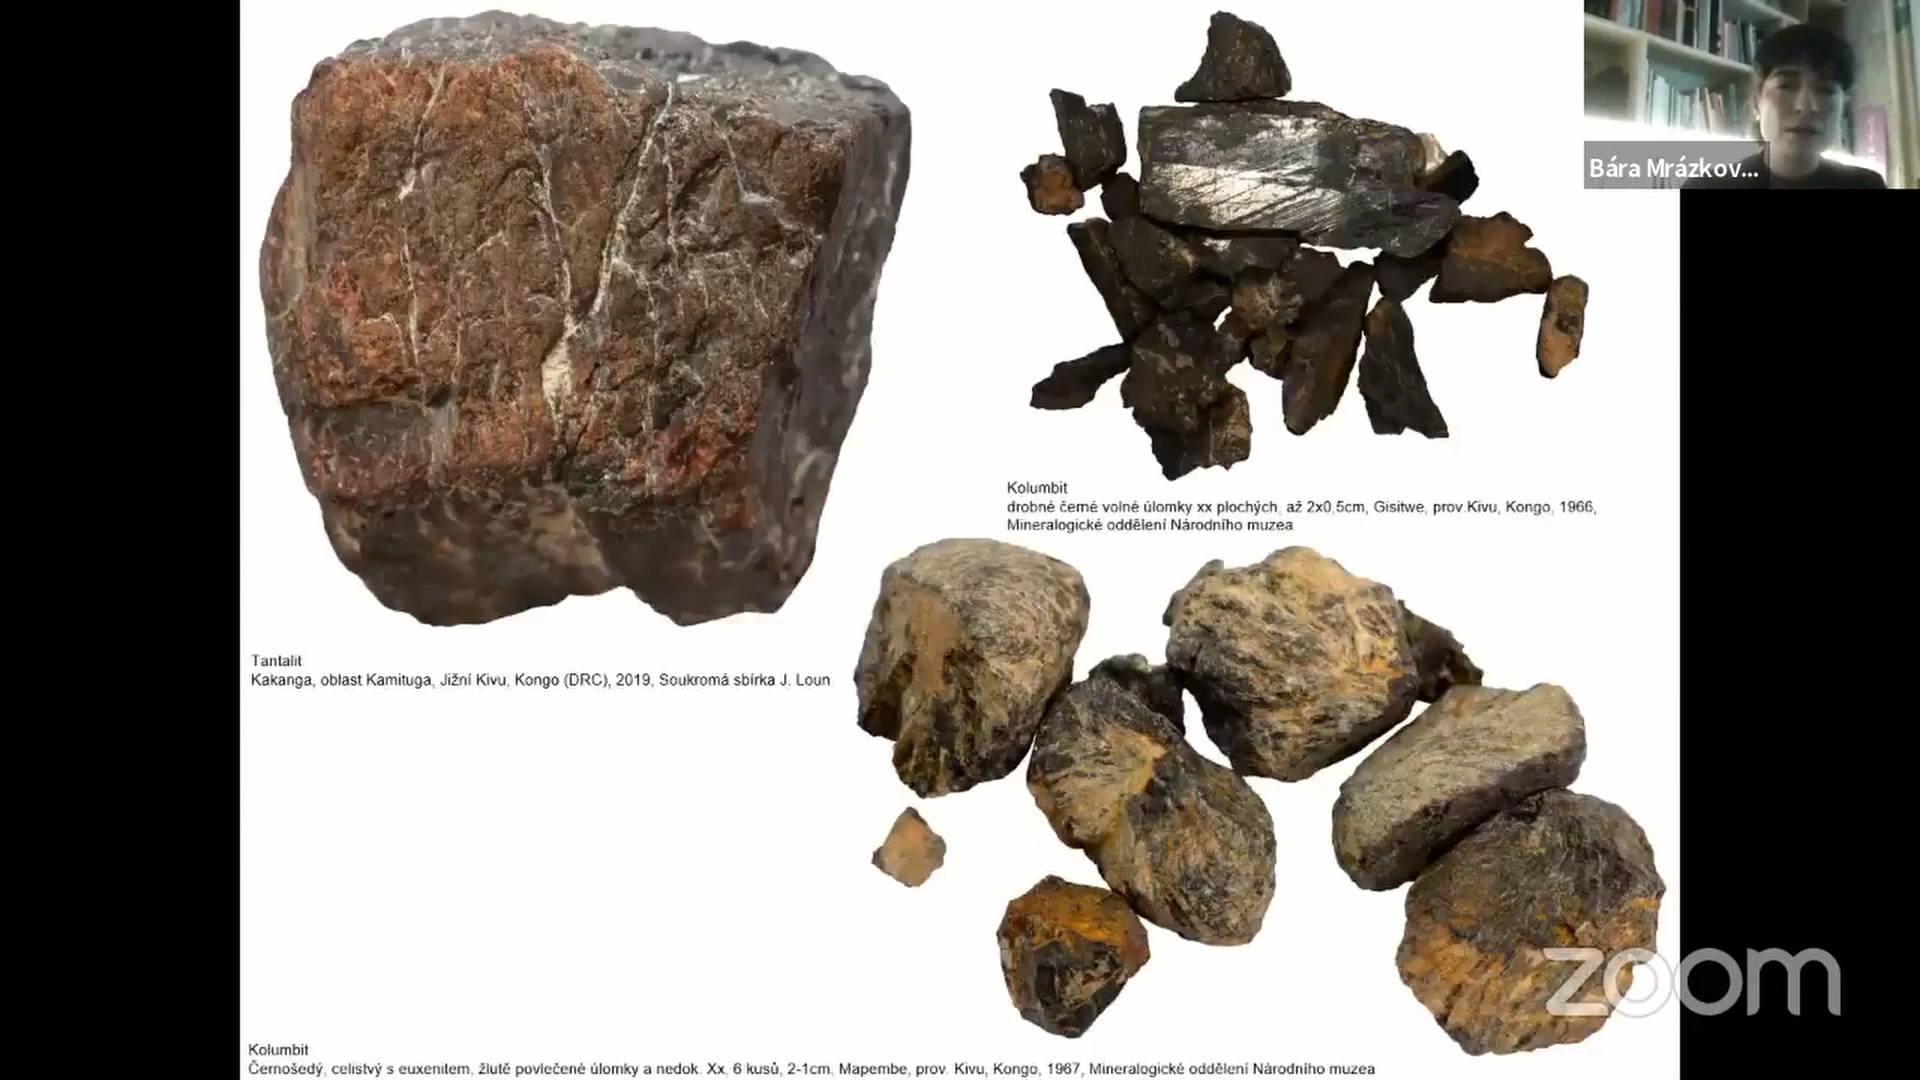 Bára Mrázkov...
Kolumbit
drobné černé volné úlomky xx plochých, až 2x0,5cm, Gisitwe, prov.Kivu, Kongo, 1966,
Mineralogické oddělení Národního muzea
Tantalit
Kakanga, oblast Kamituga, Jižní Kivu, Kongo (DRC), 2019, Soukromá sbírka J. Loun
zoom
Kolumbit
Černošedý, celistvý s euxenitem, žlutě povlečené úlomky a nedok. Xx, 6 kusů, 2-1cm, Mapembe, prov. Kivu, Kongo, 1967, Mineralogické oddělení Národního muzea